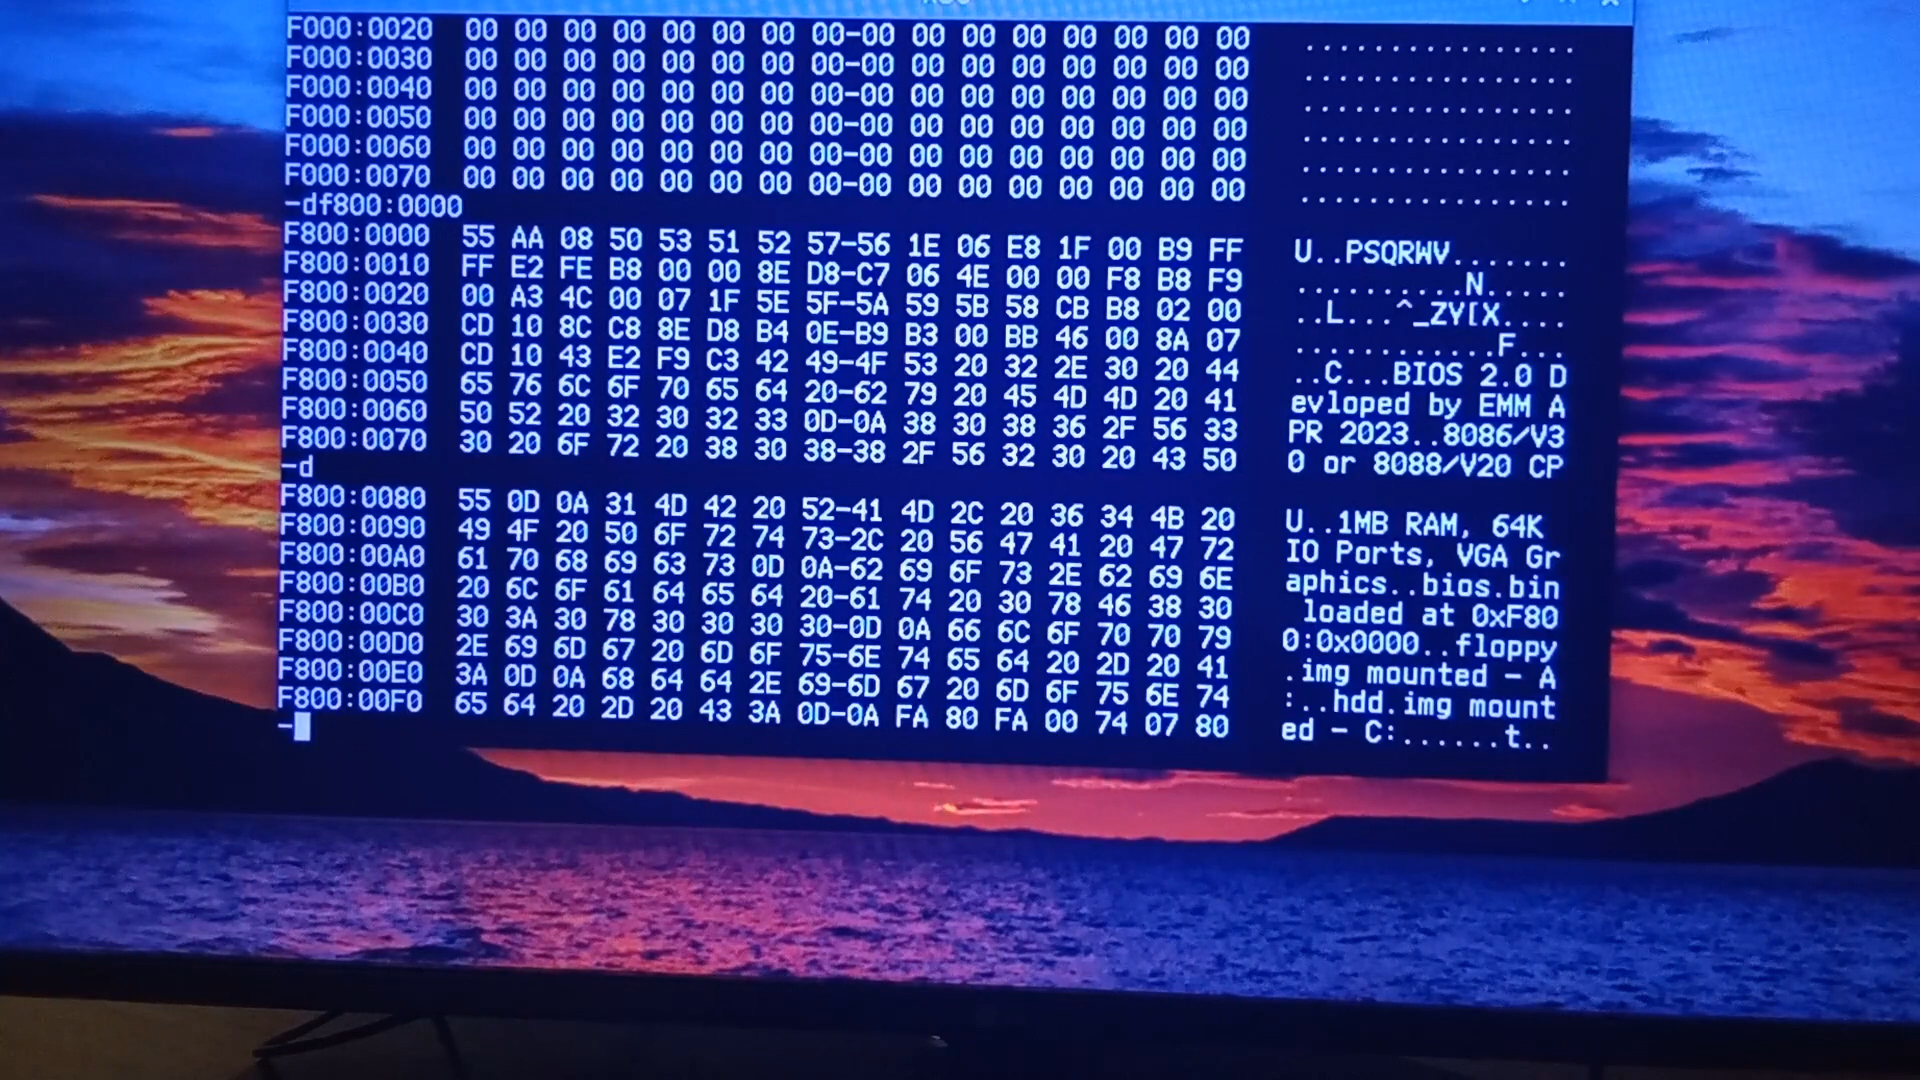 F000:0020 00 00 00 00 00 00 00 00-00 00 00 00 00 00 00 00 ................
F000:0030 00 00 00 00 00 00 00 00-00 00 00 00 00 00 00 00 ................
F000:0040 00 00 00 00 00 00 00 00-00 00 00 00 00 00 00 00 ................
F000:0050 00 00 00 00 00 00 00 00-00 00 00 00 00 00 00 00 ................
F000:0060 00 00 00 00 00 00 00 00-00 00 00 00 00 00 00 00 ................
F000:0070 00 00 00 00 00 00 00 00-00 00 00 00 00 00 00 00 ................
-df800:0000
F800:0000 55 AA 08 50 53 51 52 57-56 1E 06 E8 1F 00 B9 FF U..PSQRWV.......
F800:0010 FF E2 FE B8 00 00 8E D8-C7 06 4E 00 00 F8 B8 F9 ..........N.....
F800:0020 00 A3 4C 00 07 1F 5E 5F-5A 59 5B 58 CB B8 02 00 ..L...^_ZY[X....
F800:0030 CD 10 8C C8 8E D8 B4 0E-B9 B3 00 BB 46 00 8A 07 ............F...
F800:0040 CD 10 43 E2 F9 C3 42 49-4F 53 20 32 2E 30 20 44 ..C...BIOS 2.0 D
F800:0050 65 76 6C 6F 70 65 64 20-62 79 20 45 4D 4D 20 41 evloped by EMM A
F800:0060 50 52 20 32 30 32 33 0D-0A 38 30 38 36 2F 56 33 PR 2023..8086/V3
F800:0070 30 20 6F 72 20 38 30 38-38 2F 56 32 30 20 43 50 0 or 8088/V20 CP
-d
F800:0080 55 0D 0A 31 4D 42 20 52-41 4D 2C 20 36 34 4B 20 U..1MB RAM, 64K
F800:0090 49 4F 20 50 6F 72 74 73-2C 20 56 47 41 20 47 72 IO Ports, VGA Gr
F800:00A0 61 70 68 69 63 73 0D 0A-62 69 6F 73 2E 62 69 6E aphics..bios.bin
F800:00B0 20 6C 6F 61 64 65 64 20-61 74 20 30 78 46 38 30 loaded at 0xF80
F800:00C0 30 3A 30 78 30 30 30 30-0D 0A 66 6C 6F 70 70 79 0:0x0000..floppy
F800:00D0 2E 69 6D 67 20 6D 6F 75-6E 74 65 64 20 2D 20 41 .img mounted - A
F800:00E0 3A 0D 0A 68 64 64 2E 69-6D 67 20 6D 6F 75 6E 74 :..hdd.img mount
F800:00F0 65 64 20 2D 20 43 3A 0D-0A FA 80 FA 00 74 07 80 ed - C:......t..
-